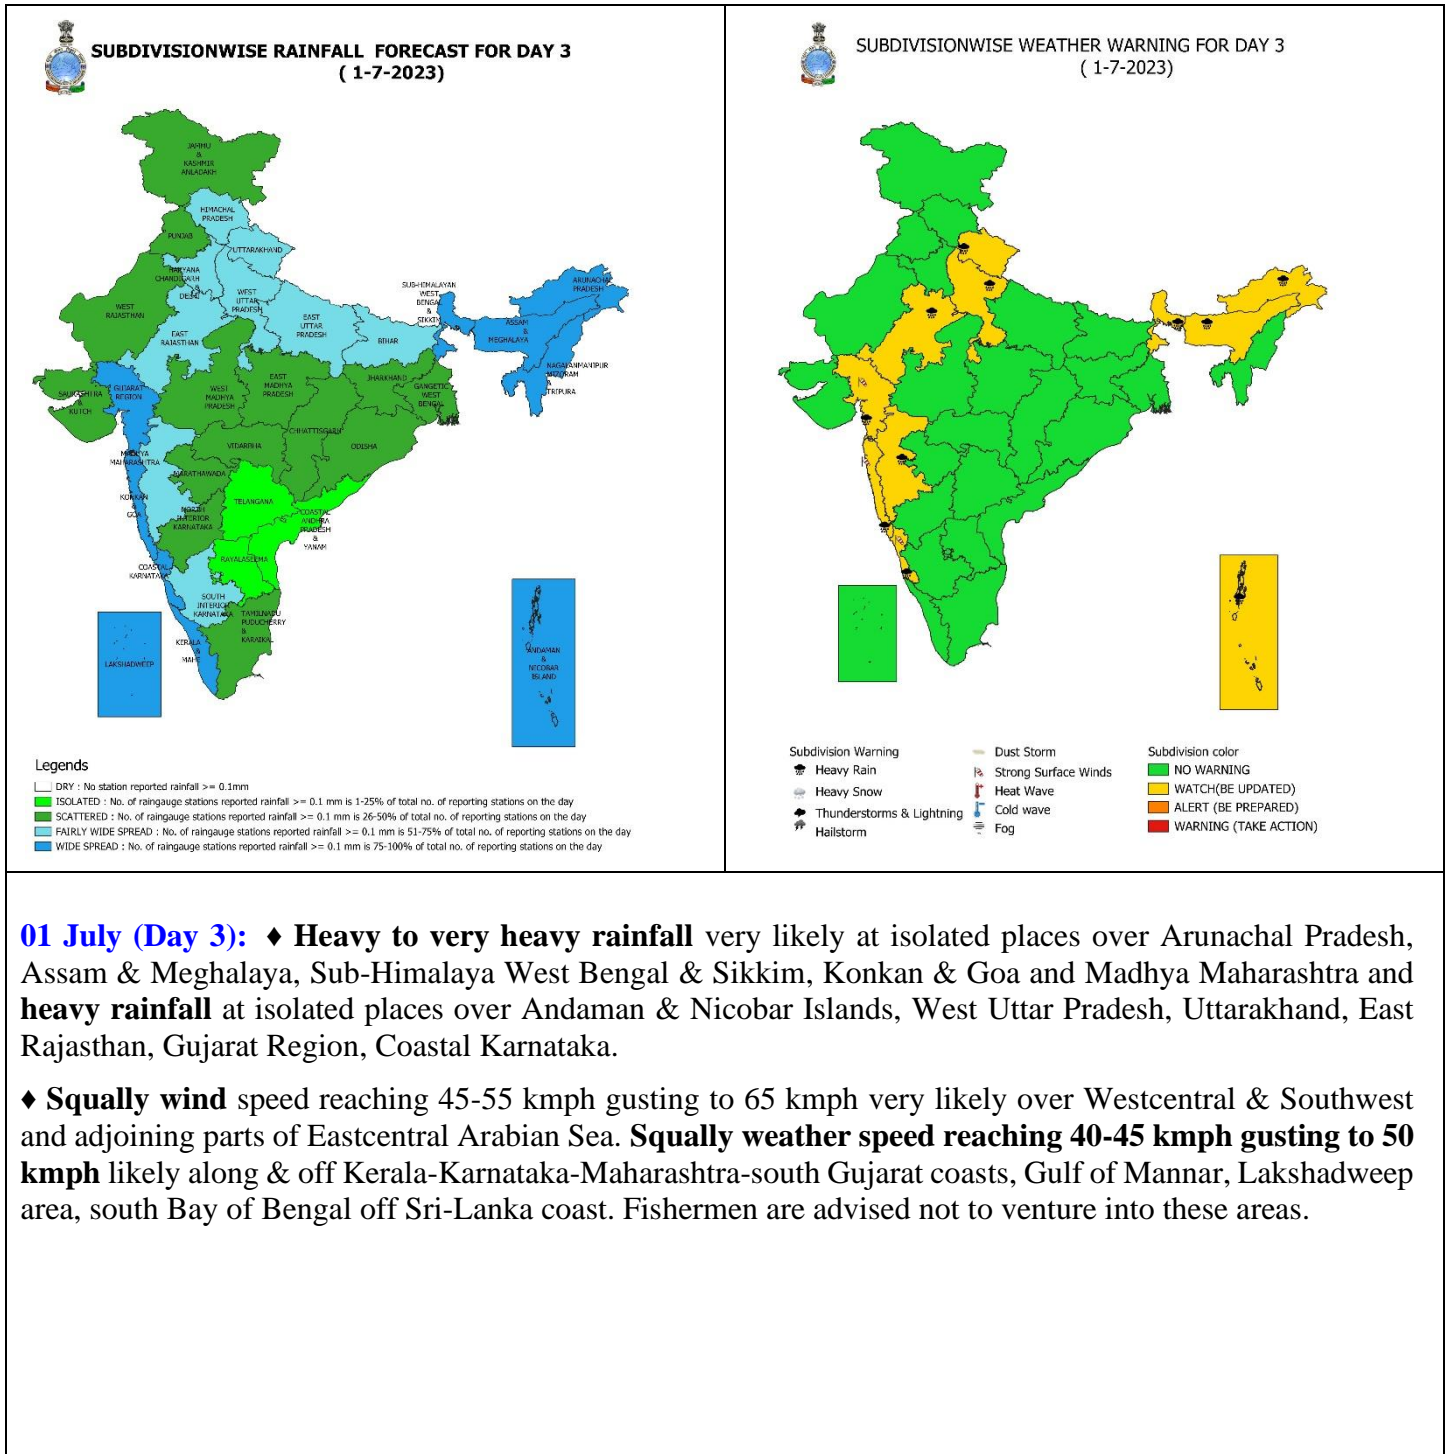 SUBDIVISIONWISE RAINFALL FORECAST FOR DAY 3
( 1-7-2023)
JAMMU
&
KASHMIR
ANLADAKH
HIMACHAL
PRADESH
PUNJAB
UTTARAKHAND
HARYANA
CHANDIGARH
&
DELHI
WEST
UTTAR
PRADESH
WEST
RAJASTHAN
EAST
RAJASTHAN
EAST
UTTAR
PRADESH
BIHAR
SUB-HIMALAYAN
WEST
BENGAL
&
SIKKIM
ARUNACHAL
PRADESH
ASSAM
&
MEGHALAYA
NAGALANMANIPUR
MIZORAM
&
TRIPURA
SAURASHTRA
&
KUTCH
GUJARAT
REGION
WEST
MADHYA
PRADESH
EAST
MADHYA
PRADESH
JHARKHAND
GANGETIC
WEST
BENGAL
CHHATTISGARH
ODISHA
VIDARBHA
MADHYA
MAHARASHTRA
MARATHAWADA
KONKAN
&
GOA
NORTH
INTERIOR
KARNATAKA
TELANGANA
COASTAL
ANDHRA
PRADESH
&
YANAM
RAYALASEEMA
COASTAL
KARNATAKA
SOUTH
INTERIOR
KARNATAKA
TAMILNADU
PUDUCHERRY
&
KARAIKAL
KERALA
&
MAHE
LAKSHADWEEP
ANDAMAN
&
NICOBAR
ISLAND
Legends
DRY : No station reported rainfall >= 0.1mm
ISOLATED : No. of raingauge stations reported rainfall >= 0.1 mm is 1-25% of total no. of reporting stations on the day
SCATTERED : No. of raingauge stations reported rainfall >= 0.1 mm is 26-50% of total no. of reporting stations on the day
FAIRLY WIDE SPREAD : No. of raingauge stations reported rainfall >= 0.1 mm is 51-75% of total no. of reporting stations on the day
WIDE SPREAD : No. of raingauge stations reported rainfall >= 0.1 mm is 75-100% of total no. of reporting stations on the day
SUBDIVISIONWISE WEATHER WARNING FOR DAY 3
( 1-7-2023)
Subdivision Warning
Heavy Rain
Heavy Snow
Thunderstorms & Lightning
Hailstorm
Dust Storm
Strong Surface Winds
Heat Wave
Cold wave
Fog
Subdivision color
NO WARNING
WATCH(BE UPDATED)
ALERT (BE PREPARED)
WARNING (TAKE ACTION)
01 July (Day 3): ♦ Heavy to very heavy rainfall very likely at isolated places over Arunachal Pradesh,
Assam & Meghalaya, Sub-Himalaya West Bengal & Sikkim, Konkan & Goa and Madhya Maharashtra and
heavy rainfall at isolated places over Andaman & Nicobar Islands, West Uttar Pradesh, Uttarakhand, East
Rajasthan, Gujarat Region, Coastal Karnataka.
♦ Squally wind speed reaching 45-55 kmph gusting to 65 kmph very likely over Westcentral & Southwest
and adjoining parts of Eastcentral Arabian Sea. Squally weather speed reaching 40-45 kmph gusting to 50
kmph likely along & off Kerala-Karnataka-Maharashtra-south Gujarat coasts, Gulf of Mannar, Lakshadweep
area, south Bay of Bengal off Sri-Lanka coast. Fishermen are advised not to venture into these areas.